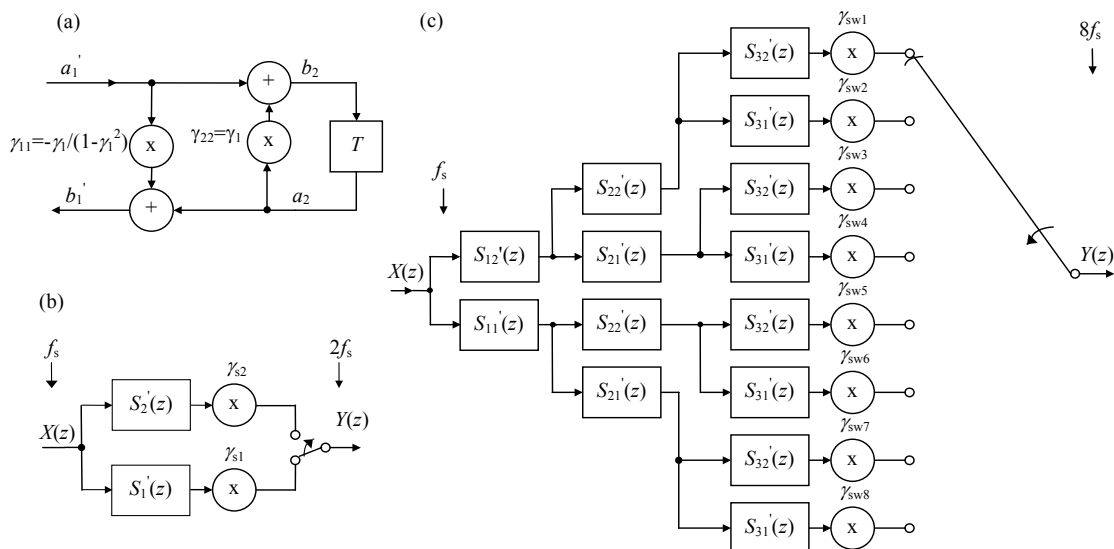 (a)
a₁'
+
b₂
γ₁₁=-γ₁/(1-γ₁²)
x
γ₂₂=γ₁
x
T
b₁'
+
a₂
(b)
fₛ
2fₛ
X(z)
S₂'(z)
γₛ₂
x
S₁'(z)
γₛ₁
x
Y(z)
(c)
fₛ
8fₛ
X(z)
S₁₂'(z)
S₁₁'(z)
S₂₂'(z)
S₂₁'(z)
S₂₂'(z)
S₂₁'(z)
S₃₂'(z)
γsw1
x
S₃₁'(z)
γsw2
x
S₃₂'(z)
γsw3
x
S₃₁'(z)
γsw4
x
S₃₂'(z)
γsw5
x
S₃₁'(z)
γsw6
x
S₃₂'(z)
γsw7
x
S₃₁'(z)
γsw8
x
Y(z)